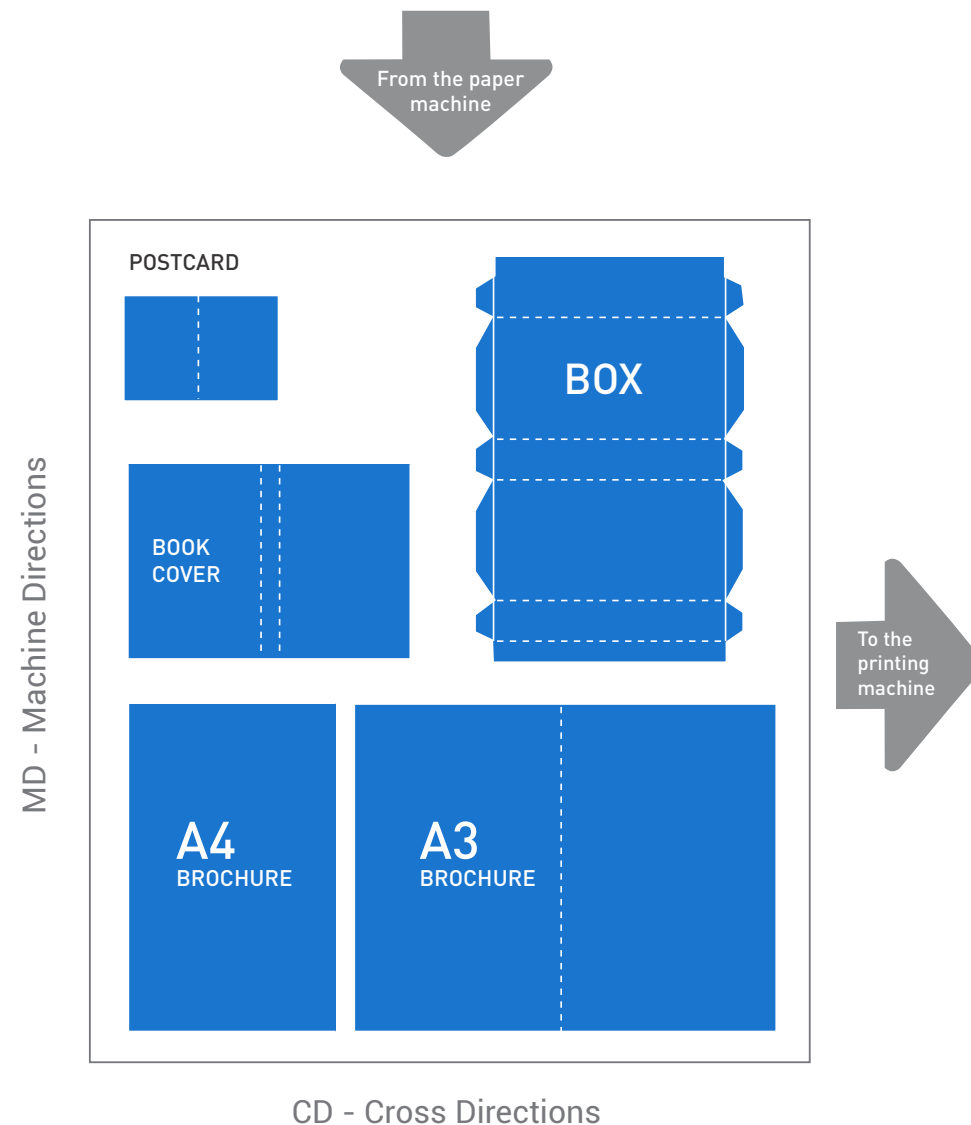 From the paper
machine
POSTCARD
BOX
BOOK
COVER
MD - Machine Directions
To the
printing
machine
A4
BROCHURE
A3
BROCHURE
CD - Cross Directions